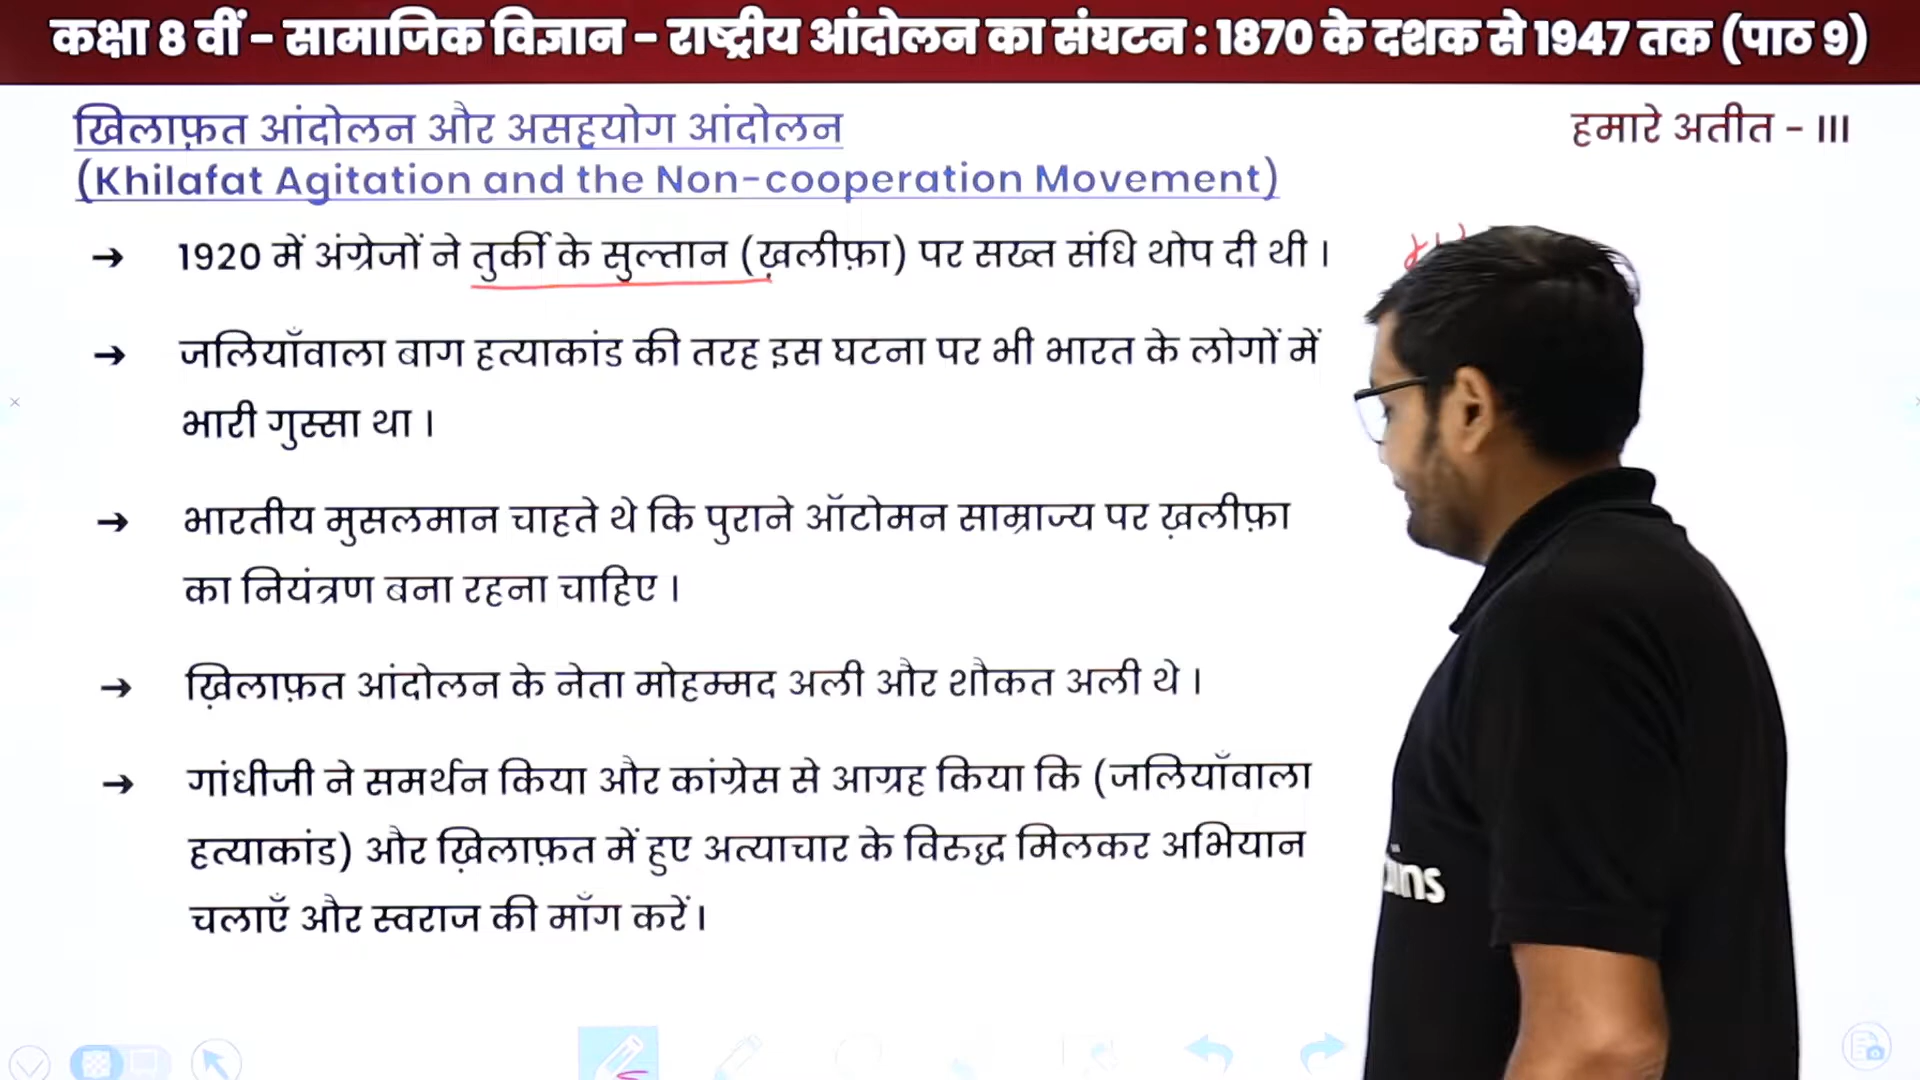 कक्षा 8 वीं - सामाजिक विज्ञान - राष्ट्रीय आंदोलन का संघटन : 1870 के दशक से 1947 तक (पाठ 9)
खिलाफ़त आंदोलन और असहयोग आंदोलन
हमारे अतीत - III
(Khilafat Agitation and the Non-cooperation Movement)
→ 1920 में अंग्रेजों ने तुर्की के सुल्तान (ख़लीफ़ा) पर सख्त संधि थोप दी थी ।
→ जलियाँवाला बाग हत्याकांड की तरह इस घटना पर भी भारत के लोगों में
भारी गुस्सा था ।
→ भारतीय मुसलमान चाहते थे कि पुराने ऑटोमन साम्राज्य पर ख़लीफ़ा
का नियंत्रण बना रहना चाहिए ।
→ ख़िलाफ़त आंदोलन के नेता मोहम्मद अली और शौकत अली थे ।
→ गांधीजी ने समर्थन किया और कांग्रेस से आग्रह किया कि (जलियाँवाला
हत्याकांड) और ख़िलाफ़त में हुए अत्याचार के विरुद्ध मिलकर अभियान
चलाएँ और स्वराज की माँग करें ।